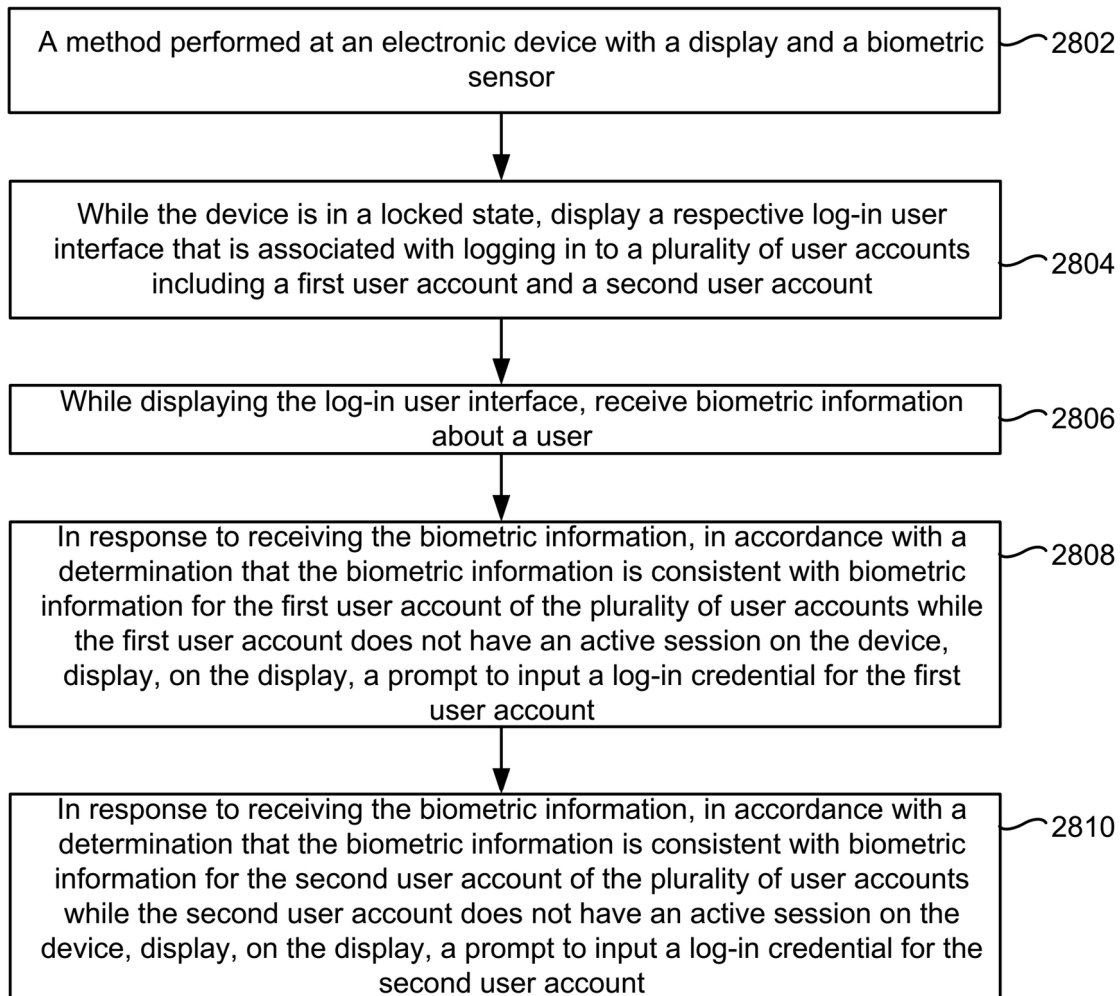 A method performed at an electronic device with a display and a biometric
sensor
2802
While the device is in a locked state, display a respective log-in user
interface that is associated with logging in to a plurality of user accounts
including a first user account and a second user account
2804
While displaying the log-in user interface, receive biometric information
about a user
2806
In response to receiving the biometric information, in accordance with a
determination that the biometric information is consistent with biometric
information for the first user account of the plurality of user accounts while
the first user account does not have an active session on the device,
display, on the display, a prompt to input a log-in credential for the first
user account
2808
In response to receiving the biometric information, in accordance with a
determination that the biometric information is consistent with biometric
information for the second user account of the plurality of user accounts
while the second user account does not have an active session on the
device, display, on the display, a prompt to input a log-in credential for the
second user account
2810